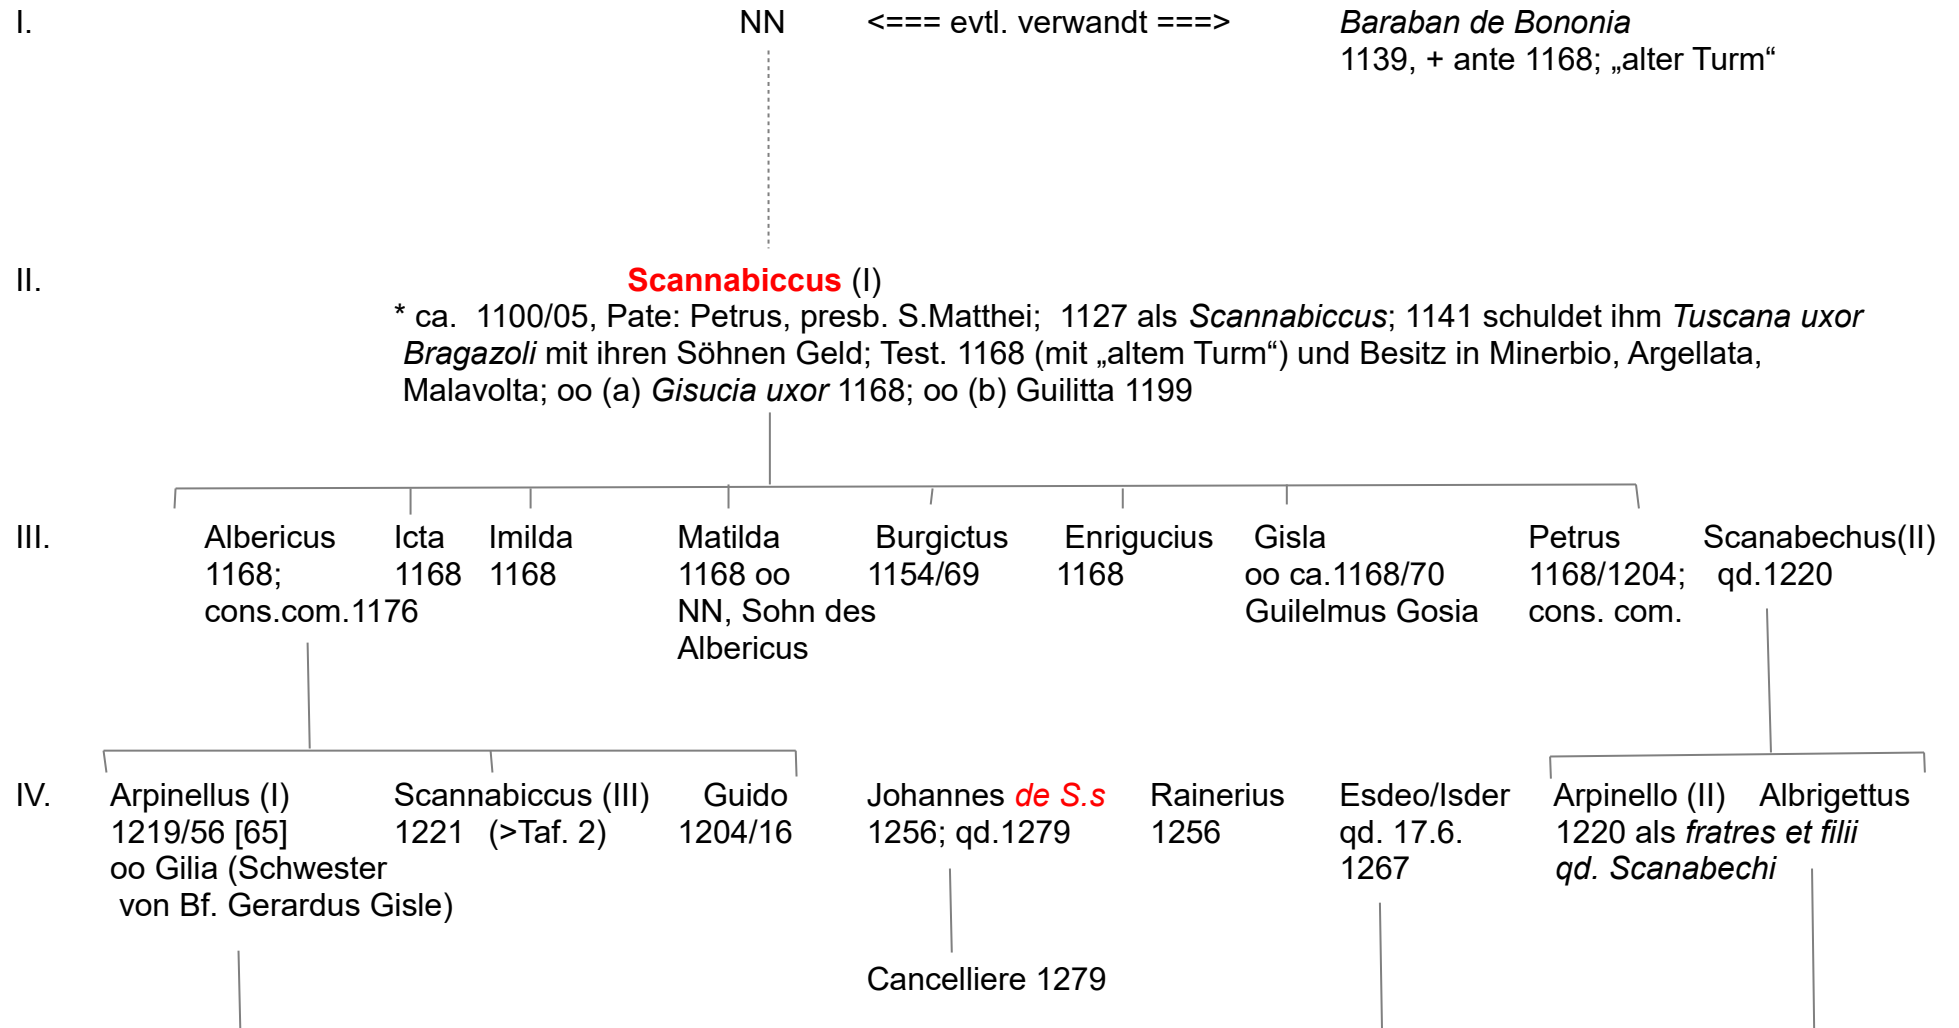 I. NN <=== evtl. verwandt ===> Baraban de Bononia
1139, + ante 1168; „alter Turm“
II. Scannabiccus (I)
* ca. 1100/05, Pate: Petrus, presb. S.Matthei; 1127 als Scannabiccus; 1141 schuldet ihm Tuscana uxor
Bragazoli mit ihren Söhnen Geld; Test. 1168 (mit „altem Turm“) und Besitz in Minerbio, Argellata,
Malavolta; oo (a) Gisucia uxor 1168; oo (b) Guilitta 1199
III. Albericus Icta Imilda Matilda Burgictus Enrigucius Gisla Petrus Scanabechus(II)
1168; 1168 1168 1168 oo 1154/69 1168 oo ca.1168/70 1168/1204; qd.1220
cons.com.1176 NN, Sohn des Guilelmus Gosia cons. com.
Albericus
IV. Arpinellus (I) Scannabiccus (III) Guido Johannes de S.s Rainerius Esdeo/Isder Arpinello (II) Albrigettus
1219/56 [65] 1221 (>Taf. 2) 1204/16 1256; qd.1279 1256 qd. 17.6. 1220 als fratres et filii
oo Gilia (Schwester 1267 qd. Scanabechi
von Bf. Gerardus Gisle)
Cancelliere 1279